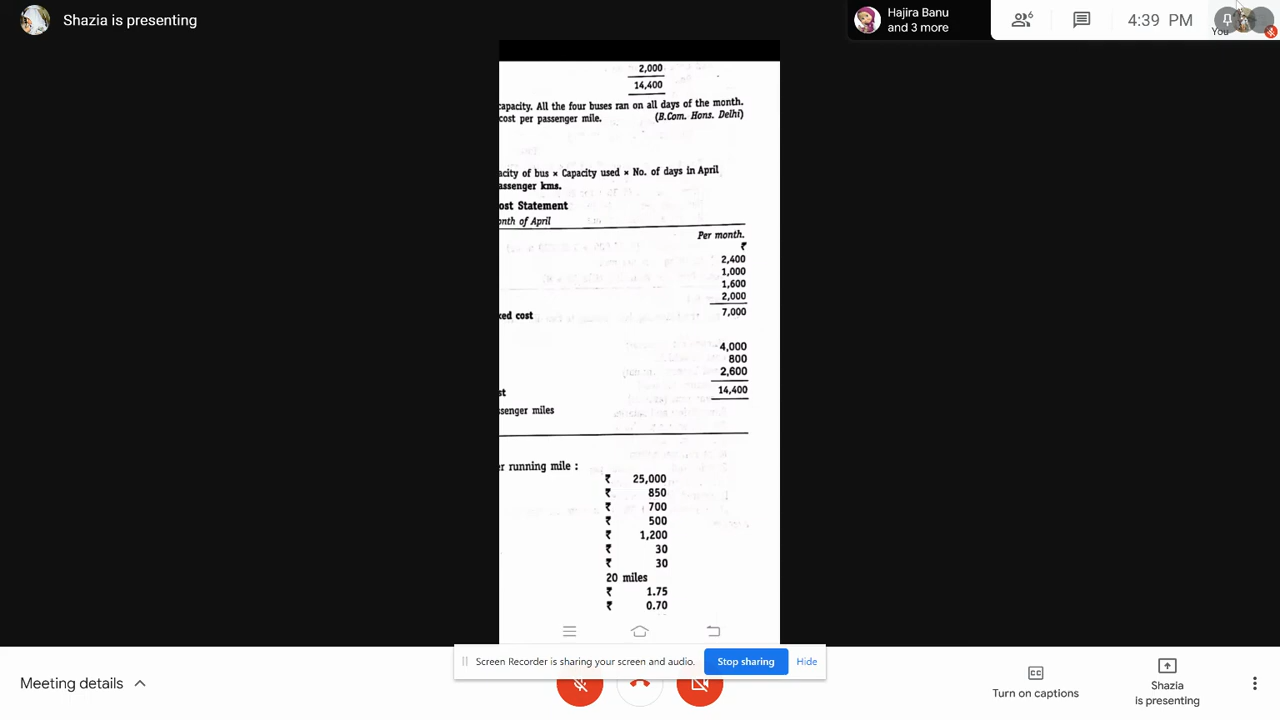 Shazia is presenting
Hajira Banu
and 3 more
6
4:39 PM
You
2,000
14,400
capacity. All the four buses ran on all days of the month.
cost per passenger mile. (B.Com. Hons. Delhi)
acity of bus × Capacity used × No. of days in April
assenger kms.
ost Statement
onth of April
Per month.
₹
2,400
1,000
1,600
2,000
xed cost 7,000
4,000
800
2,600
st 14,400
ssenger miles
er running mile :
₹ 25,000
₹ 850
₹ 700
₹ 500
₹ 1,200
₹ 30
₹ 30
20 miles
₹ 1.75
₹ 0.70
Screen Recorder is sharing your screen and audio. Stop sharing Hide
Meeting details
Turn on captions
Shazia
is presenting